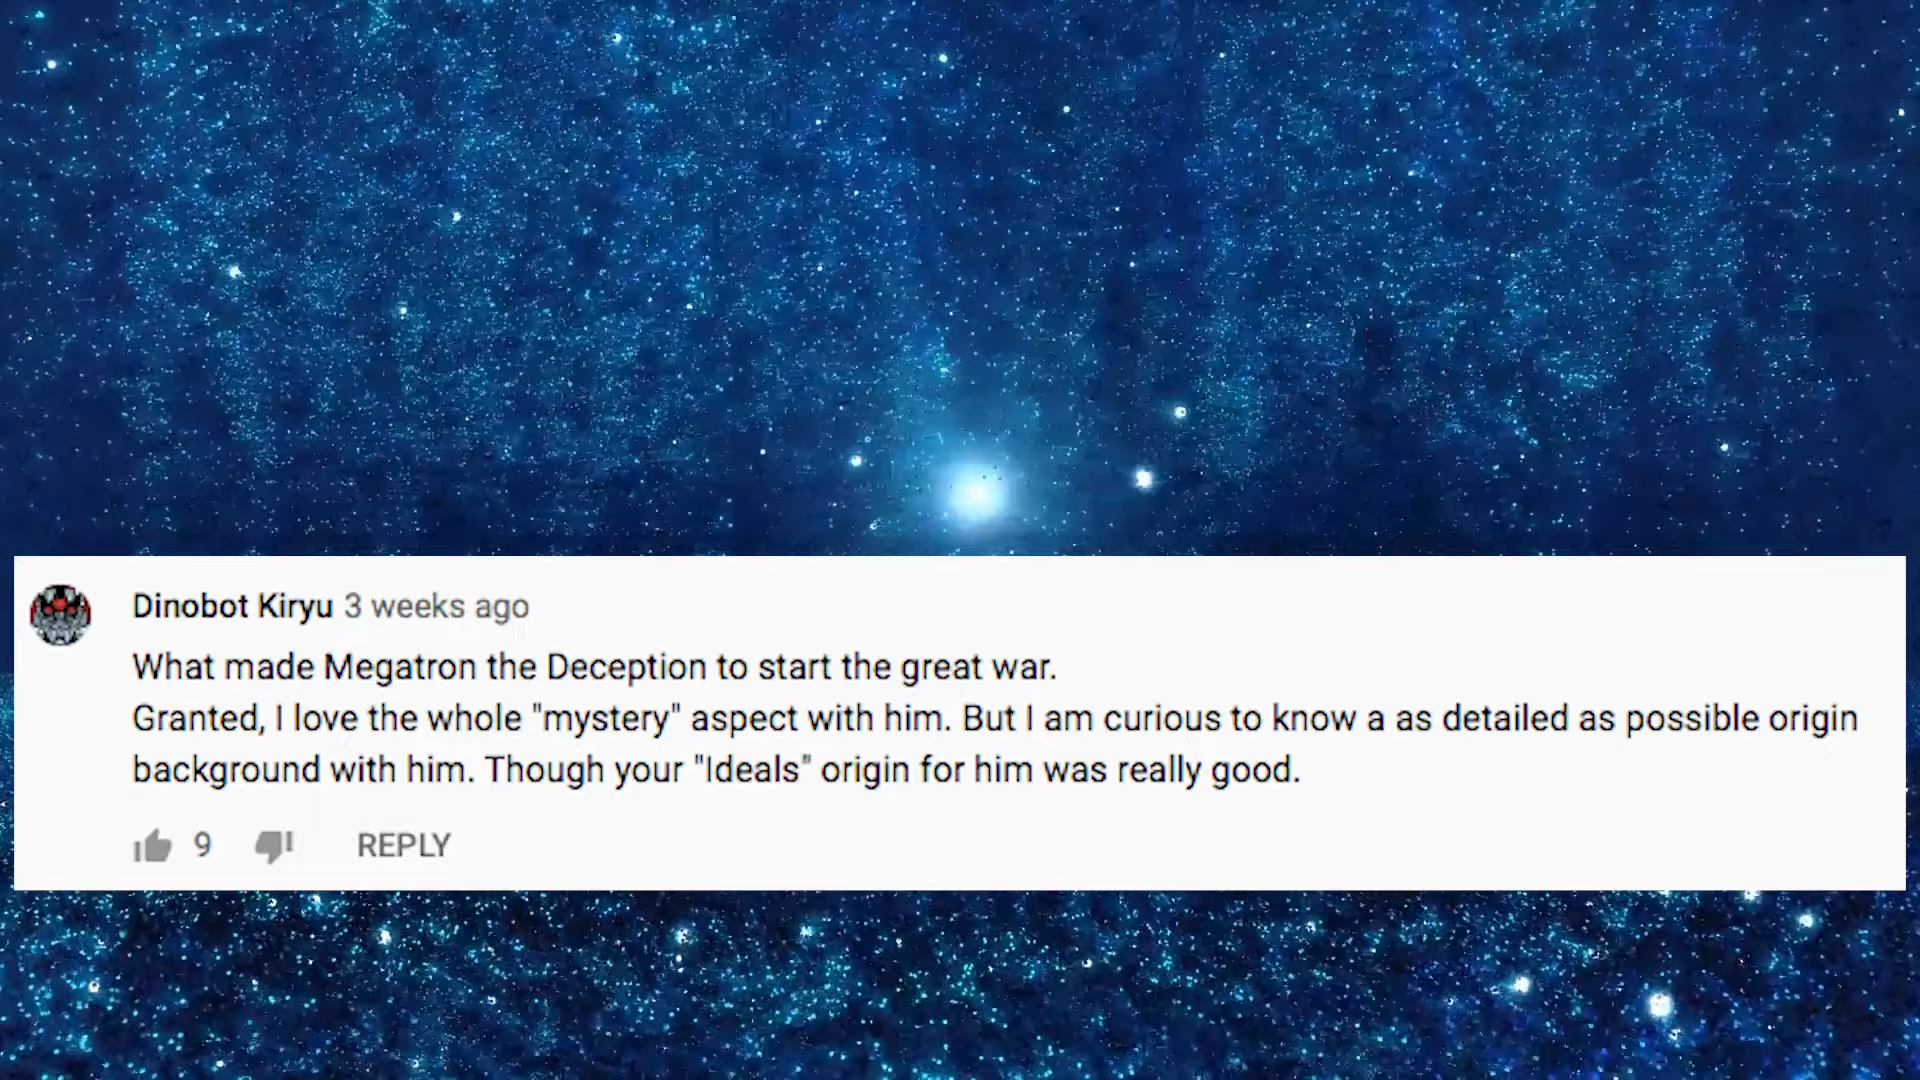 Dinobot Kiryu 3 weeks ago
What made Megatron the Deception to start the great war.
Granted, I love the whole "mystery" aspect with him. But I am curious to know a as detailed as possible origin
background with him. Though your "Ideals" origin for him was really good.
9 REPLY